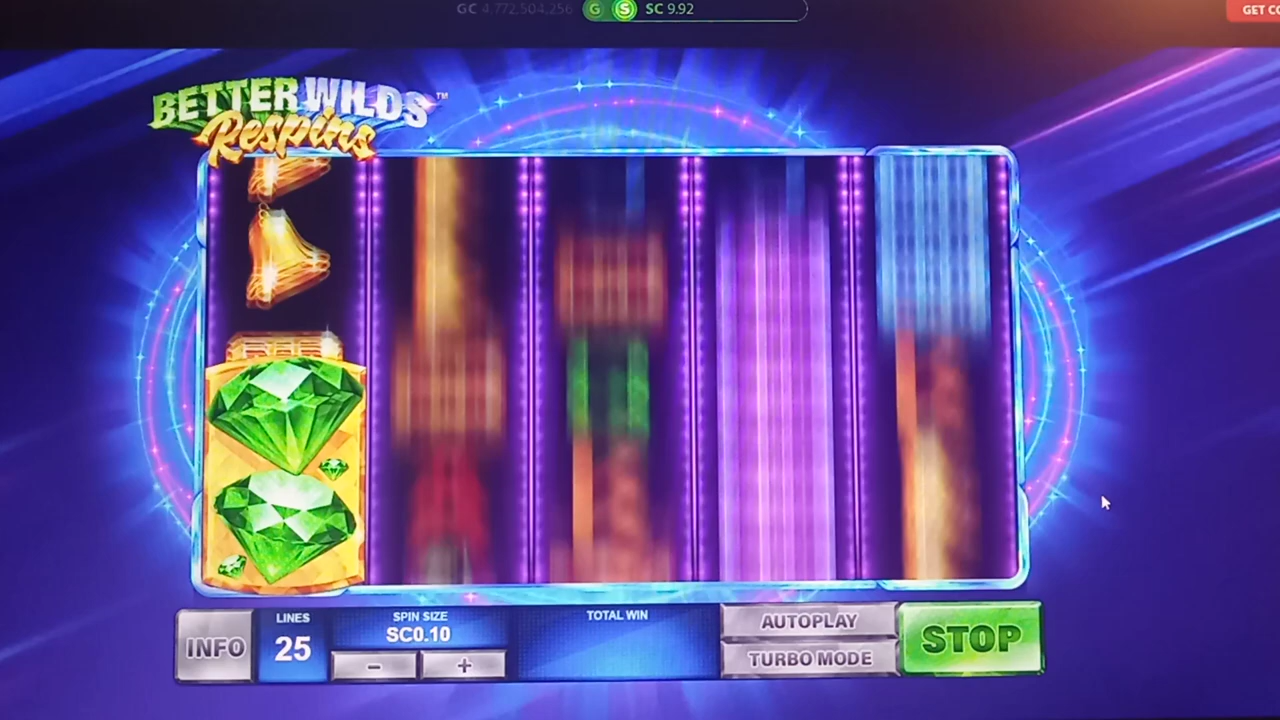 GC 4,772,504,256 G S SC 9.92
GET CO
BETTER WILDS™
Respins
INFO
LINES
25
SPIN SIZE
SC0.10
− +
TOTAL WIN
AUTOPLAY
TURBO MODE
STOP